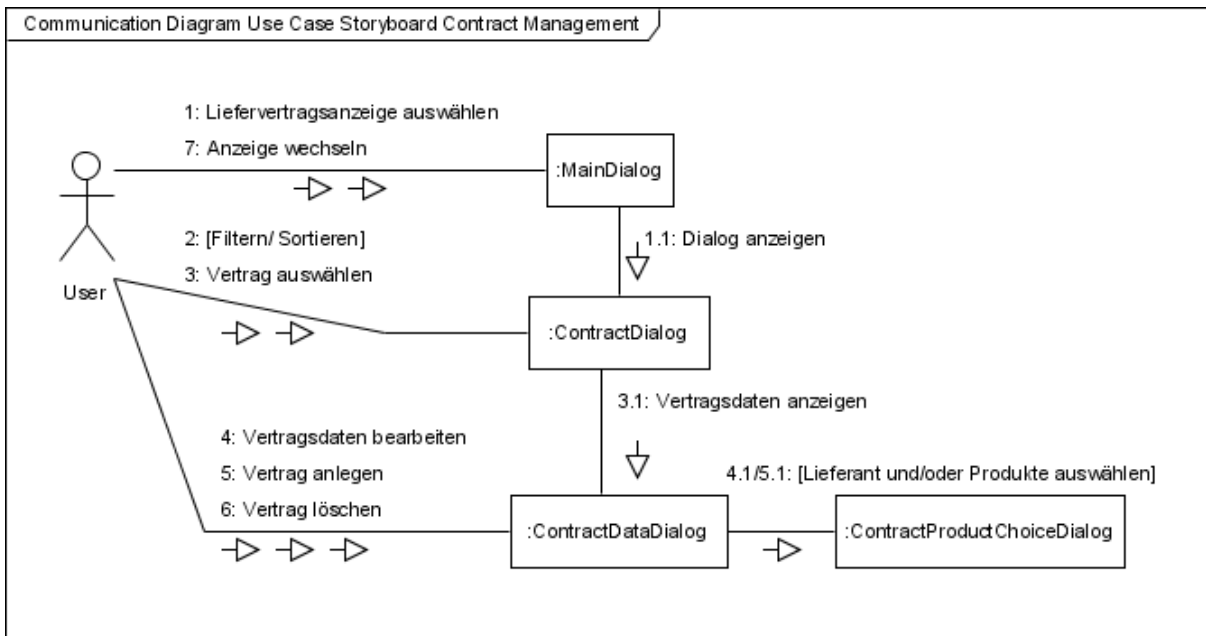 Communication Diagram Use Case Storyboard Contract Management
1: Liefervertragsanzeige auswählen
7: Anzeige wechseln
:MainDialog
User
2: [Filtern/ Sortieren]
3: Vertrag auswählen
1.1: Dialog anzeigen
:ContractDialog
3.1: Vertragsdaten anzeigen
4: Vertragsdaten bearbeiten
5: Vertrag anlegen
6: Vertrag löschen
4.1/5.1: [Lieferant und/oder Produkte auswählen]
:ContractDataDialog
:ContractProductChoiceDialog